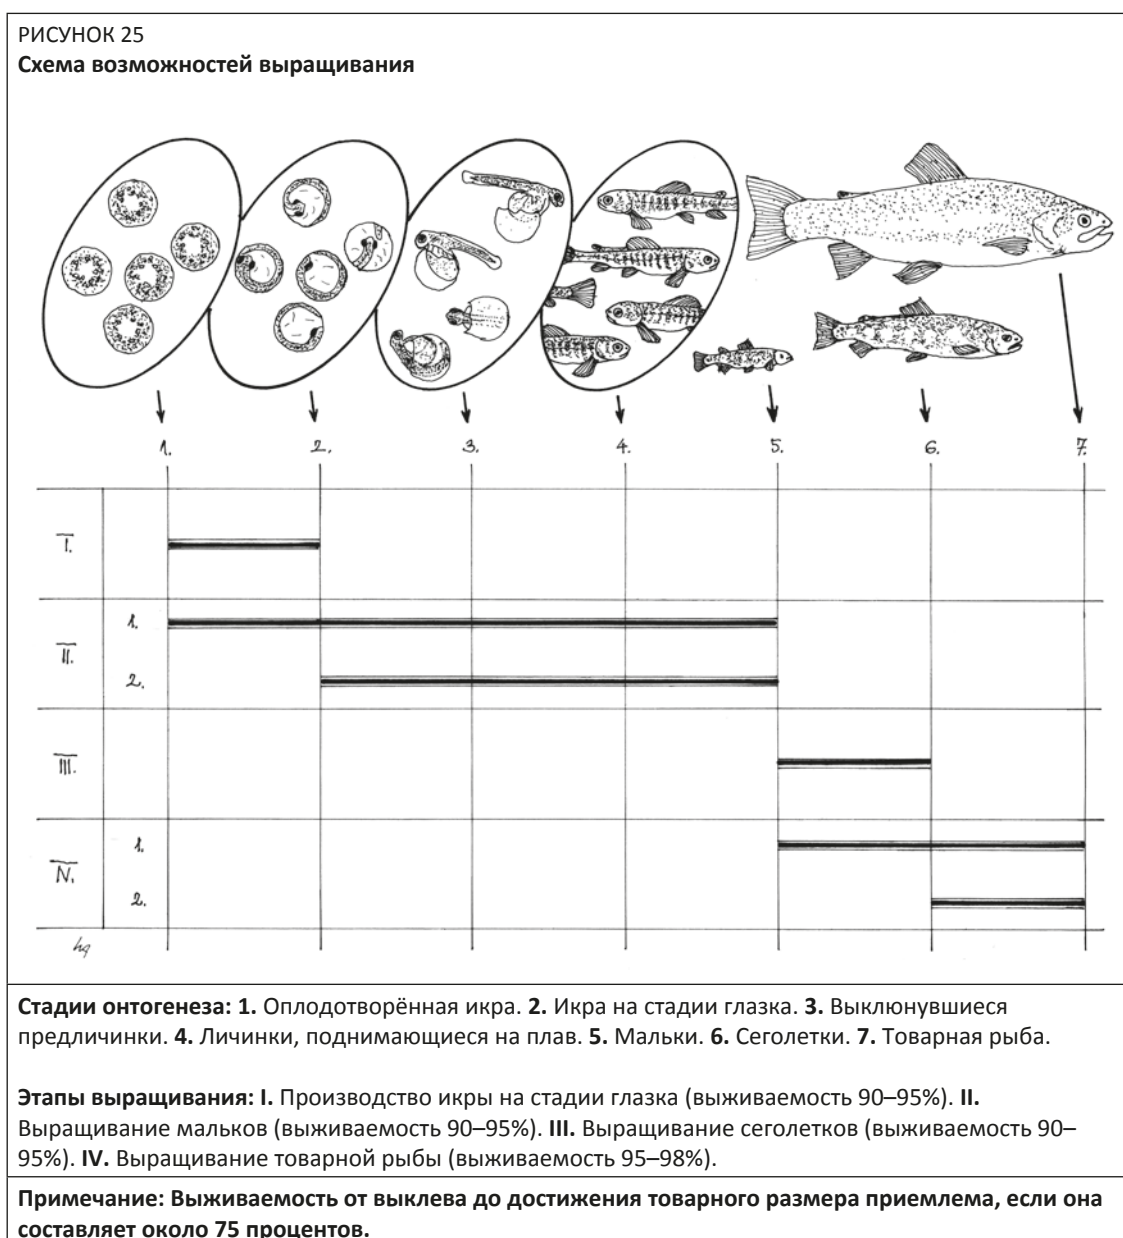 РИСУНОК 25
Схема возможностей выращивания
1. 2. 3. 4. 5. 6. 7.
I.
II. 1.
2.
III.
IV. 1.
2.
Стадии онтогенеза: 1. Оплодотворённая икра. 2. Икра на стадии глазка. 3. Выклюнувшиеся
предличинки. 4. Личинки, поднимающиеся на плав. 5. Мальки. 6. Сеголетки. 7. Товарная рыба.
Этапы выращивания: I. Производство икры на стадии глазка (выживаемость 90–95%). II.
Выращивание мальков (выживаемость 90–95%). III. Выращивание сеголетков (выживаемость 90–
95%). IV. Выращивание товарной рыбы (выживаемость 95–98%).
Примечание: Выживаемость от выклева до достижения товарного размера приемлема, если она
составляет около 75 процентов.